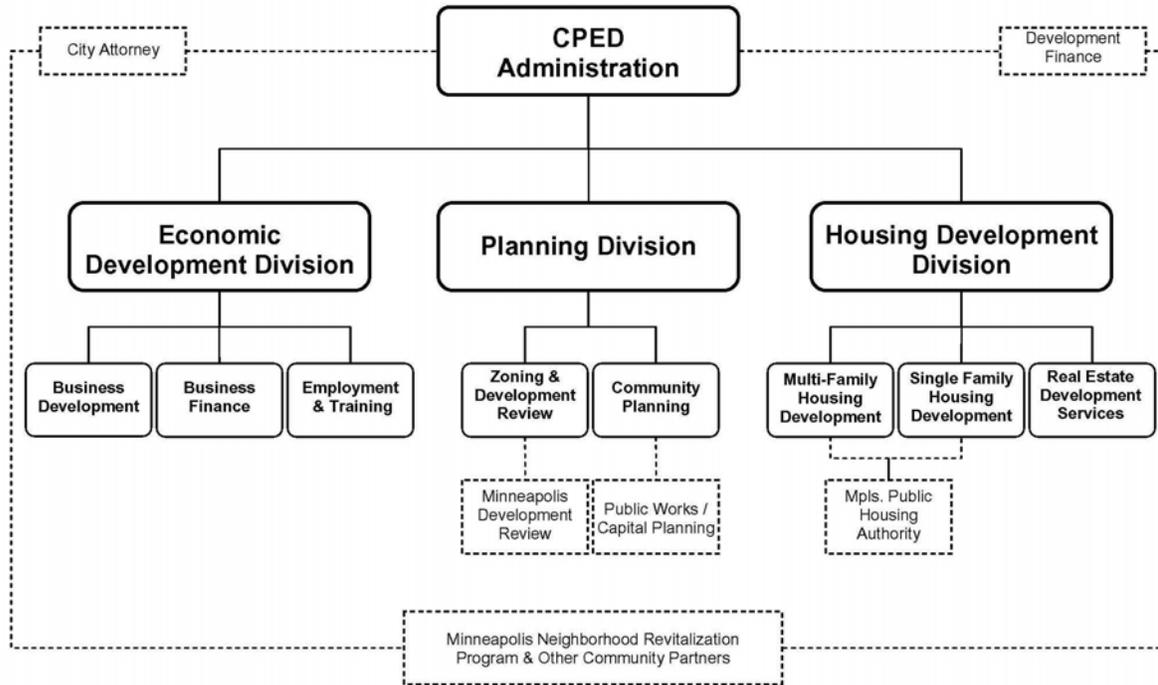 City Attorney
CPED
Administration
Development
Finance
Economic
Development Division
Planning Division
Housing Development
Division
Business
Development
Business
Finance
Employment
& Training
Zoning &
Development
Review
Community
Planning
Multi-Family
Housing
Development
Single Family
Housing
Development
Real Estate
Development
Services
Minneapolis
Development
Review
Public Works /
Capital Planning
Mpls. Public
Housing
Authority
Minneapolis Neighborhood Revitalization
Program & Other Community Partners